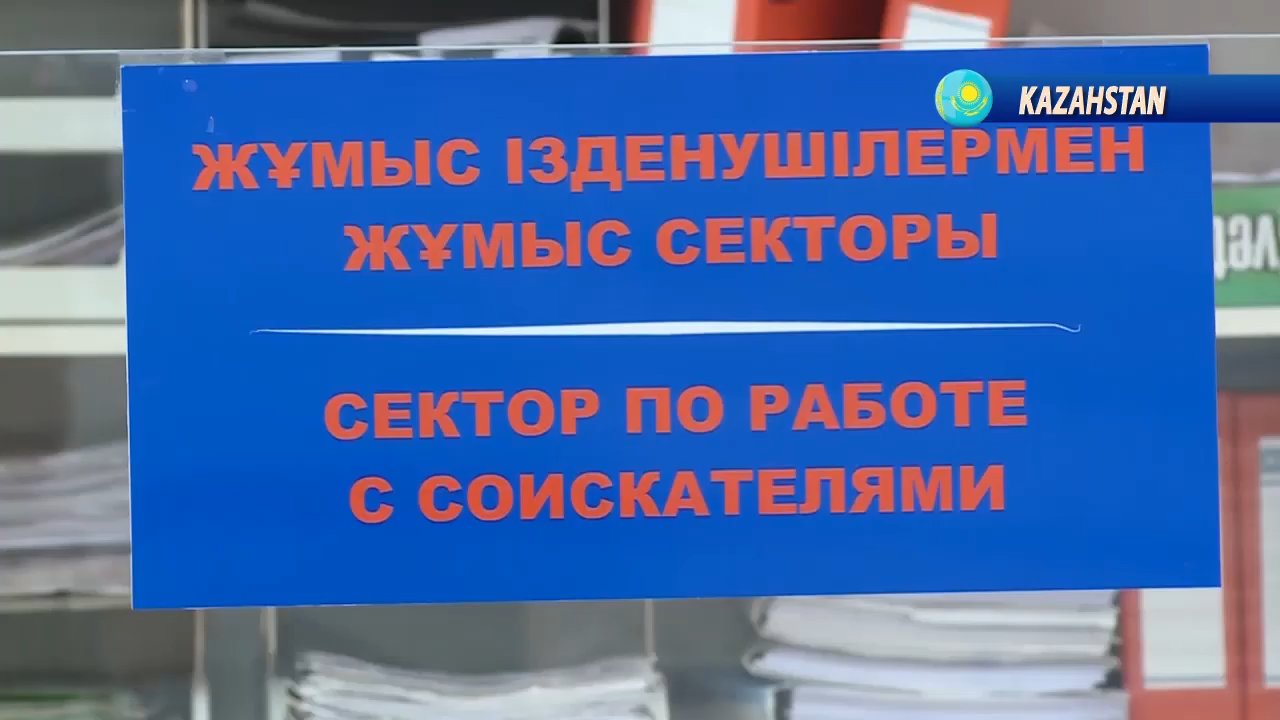 KAZAHSTAN
ЖҰМЫС ІЗДЕНУШІЛЕРМЕН
ЖҰМЫС СЕКТОРЫ
СЕКТОР ПО РАБОТЕ
С СОИСКАТЕЛЯМИ